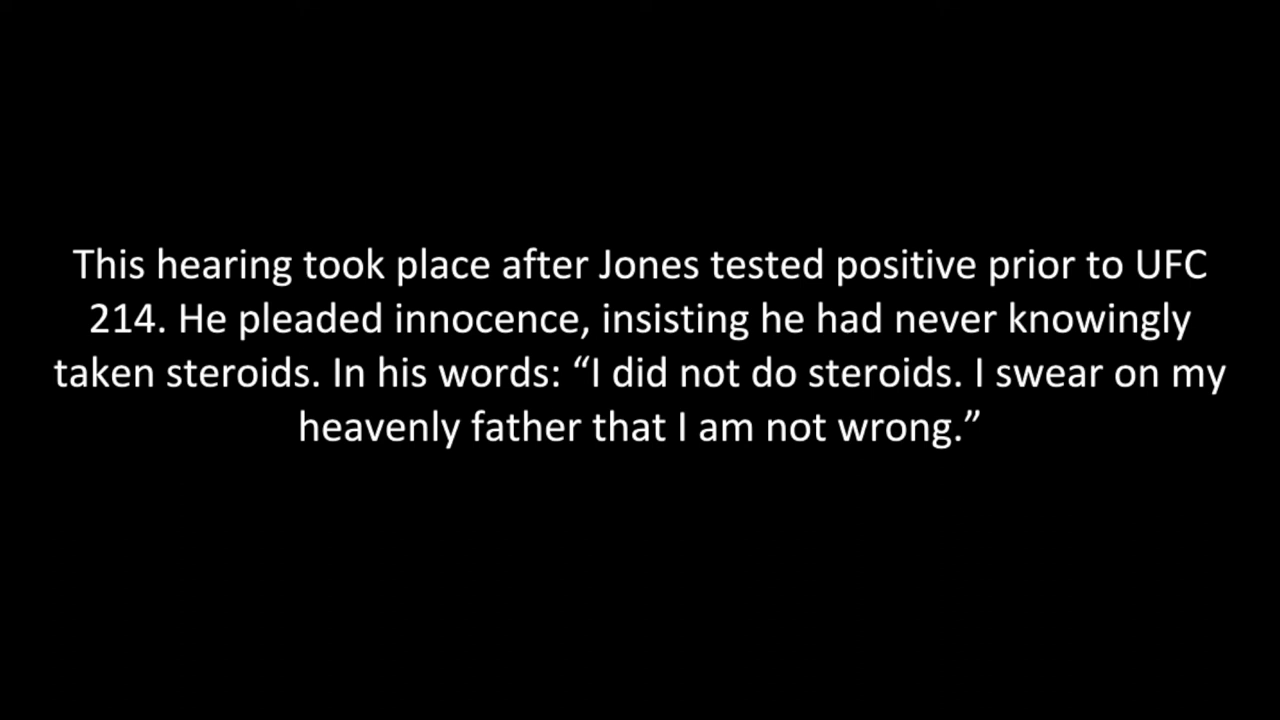 This hearing took place after Jones tested positive prior to UFC
214. He pleaded innocence, insisting he had never knowingly
taken steroids. In his words: “I did not do steroids. I swear on my
heavenly father that I am not wrong.”